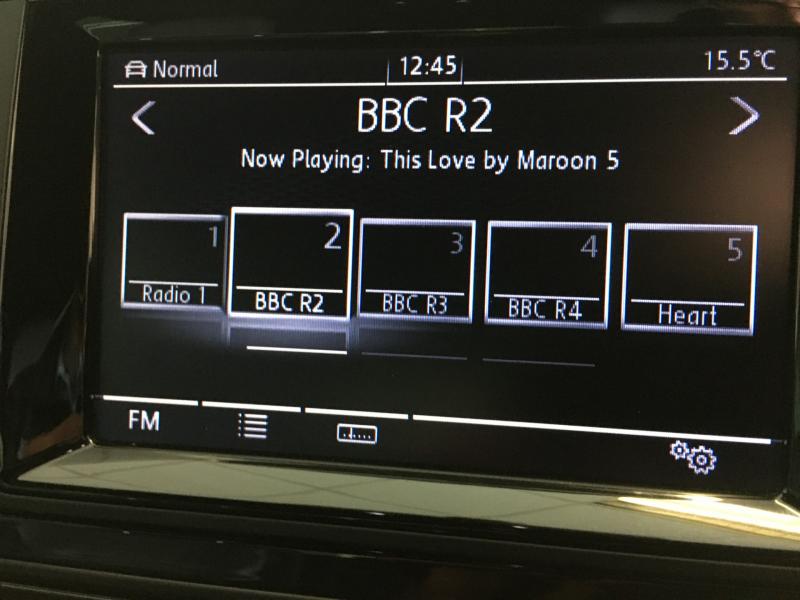 Normal 12:45 15.5°C
BBC R2
Now Playing: This Love by Maroon 5
1 2 3 4 5
Radio 1 BBC R2 BBC R3 BBC R4 Heart
FM